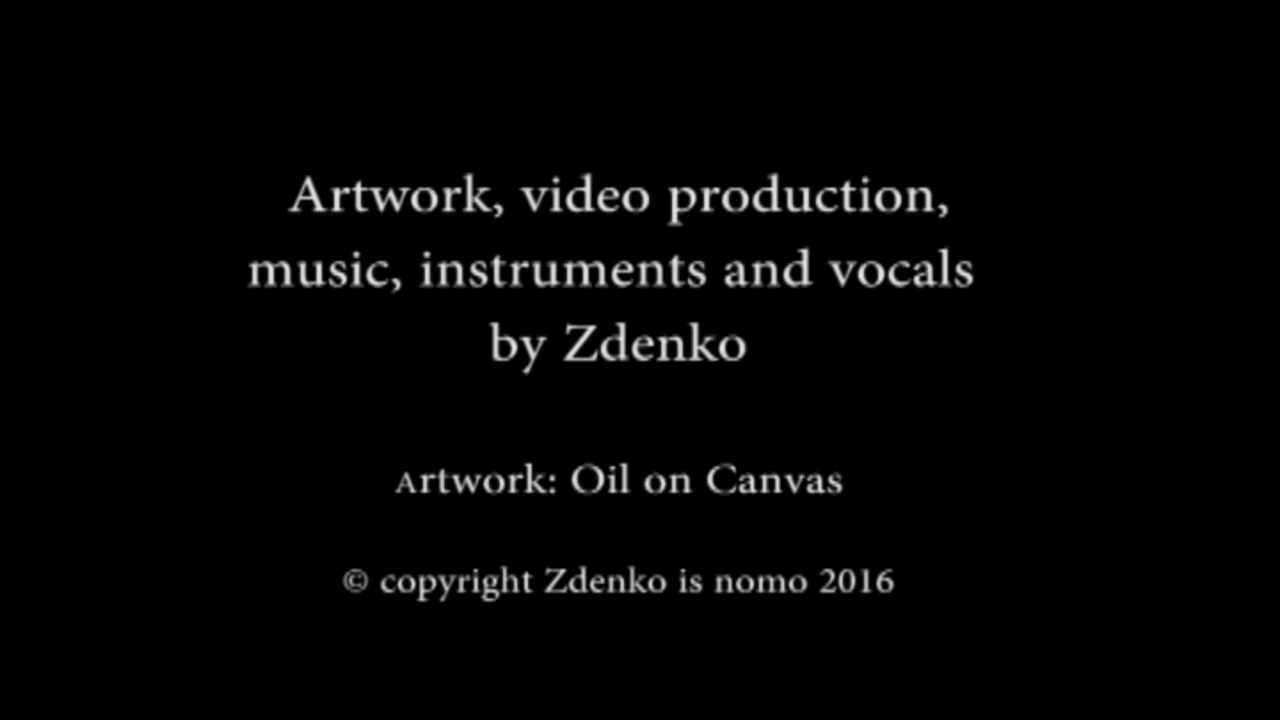 Artwork, video production,
music, instruments and vocals
by Zdenko
Artwork: Oil on Canvas
© copyright Zdenko is nomo 2016